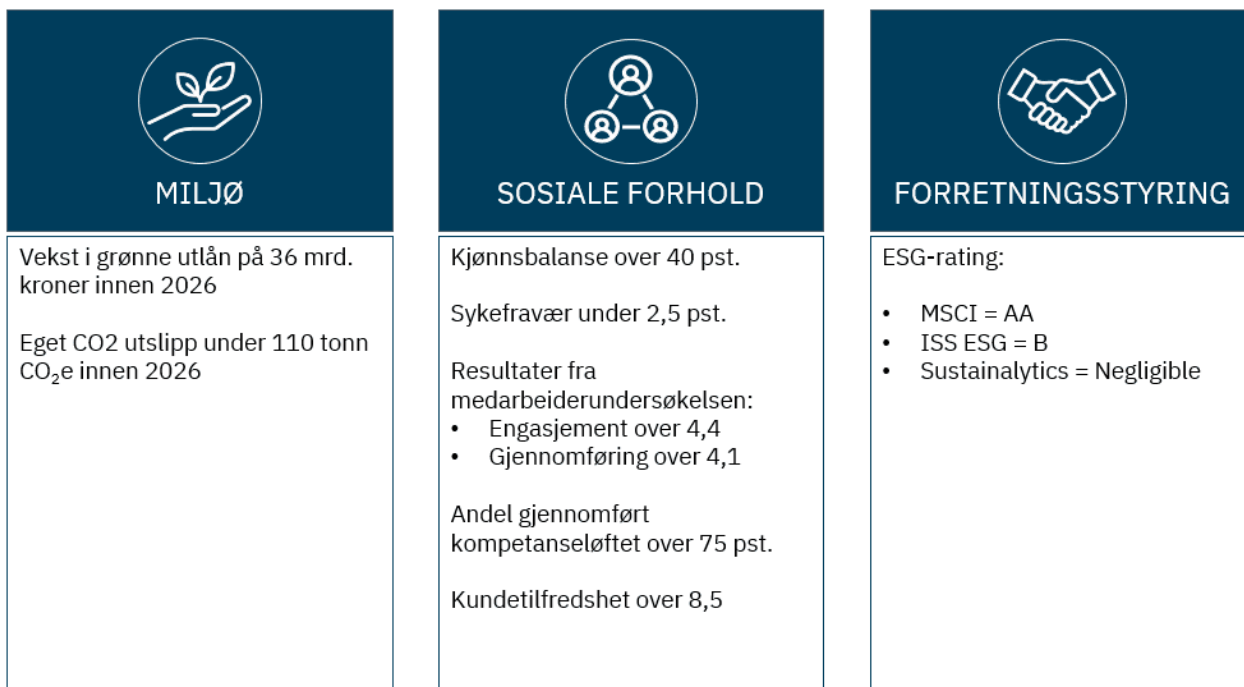 MILJØ
Vekst i grønne utlån på 36 mrd.
kroner innen 2026
Eget CO2 utslipp under 110 tonn
CO₂e innen 2026
SOSIALE FORHOLD
Kjønnsbalanse over 40 pst.
Sykefravær under 2,5 pst.
Resultater fra
medarbeiderundersøkelsen:
• Engasjement over 4,4
• Gjennomføring over 4,1
Andel gjennomført
kompetanseløftet over 75 pst.
Kundetilfredshet over 8,5
FORRETNINGSSTYRING
ESG-rating:
• MSCI = AA
• ISS ESG = B
• Sustainalytics = Negligible